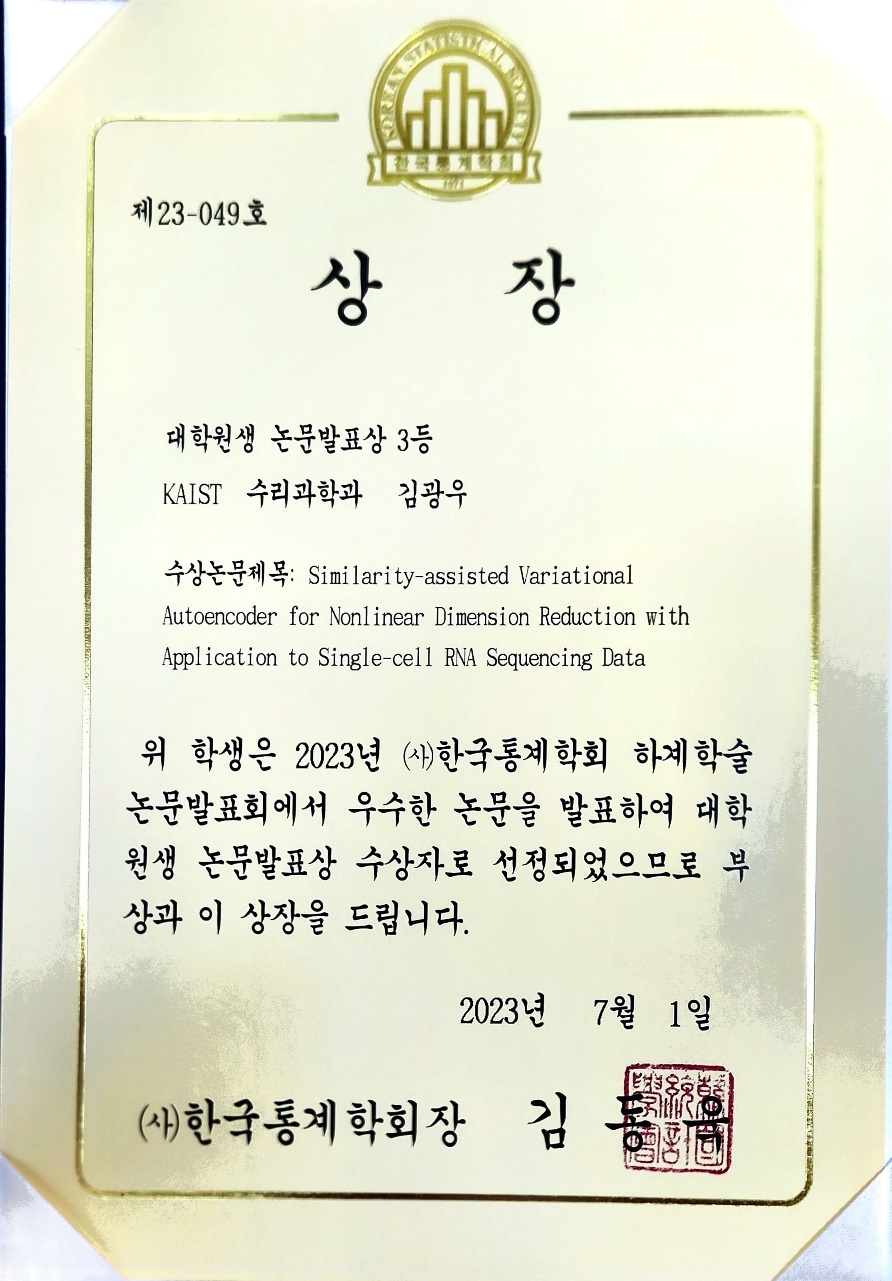 KOREAN STATISTICAL SOCIETY
한국통계학회
1971
제23-049호
상 장
대학원생 논문발표상 3등
KAIST 수리과학과 김광우
수상논문제목: Similarity-assisted Variational
Autoencoder for Nonlinear Dimension Reduction with
Application to Single-cell RNA Sequencing Data
위 학생은 2023년 (사)한국통계학회 하계학술
논문발표회에서 우수한 논문을 발표하여 대학
원생 논문발표상 수상자로 선정되었으므로 부
상과 이 상장을 드립니다.
2023년 7월 1일
(사)한국통계학회장 김동욱